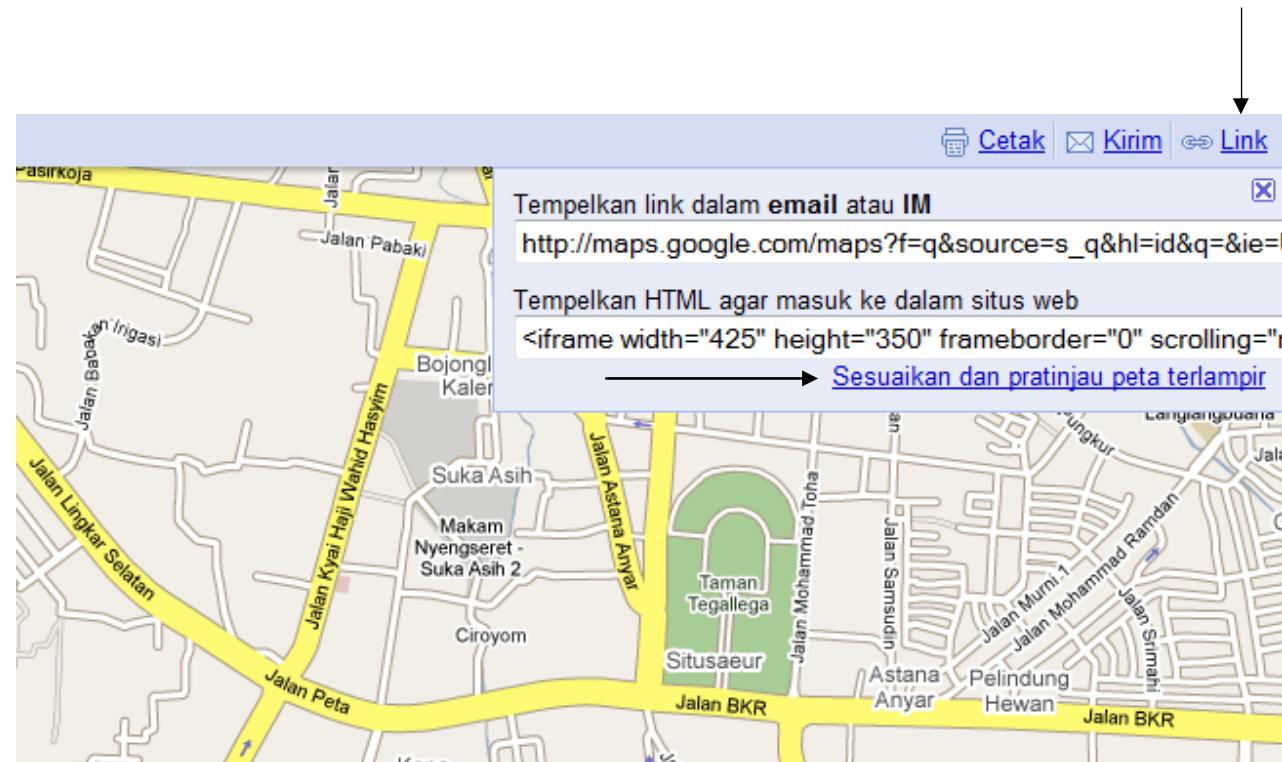 Cetak Kirim Link
Tempelkan link dalam email atau IM
http://maps.google.com/maps?f=q&source=s_q&hl=id&q=&ie=
Tempelkan HTML agar masuk ke dalam situs web
<iframe width="425" height="350" frameborder="0" scrolling="
Sesuaikan dan pratinjau peta terlampir
Pasirkoja
Jalan
Jalan Pabaki
Jalan Babakan Irigasi
Bojongl
Kaler
Jalan Kyai Haji Wahid Hasyim
Suka Asih
Makam
Nyengseret -
Suka Asih 2
Ciroyom
Jalan Lingkar Selatan
Jalan Peta
Jalan Astana Anyar
Taman
Tegallega
Situsaeur
Jalan Mohammad Toha
Jalan Samsudin
Astana
Anyar
Pelindung
Hewan
Jalan Murni 1
Jalan Mohammad Ramdan
Jalan Srimahi
Langlangbuana
Jala
Jalan BKR
Jalan BKR